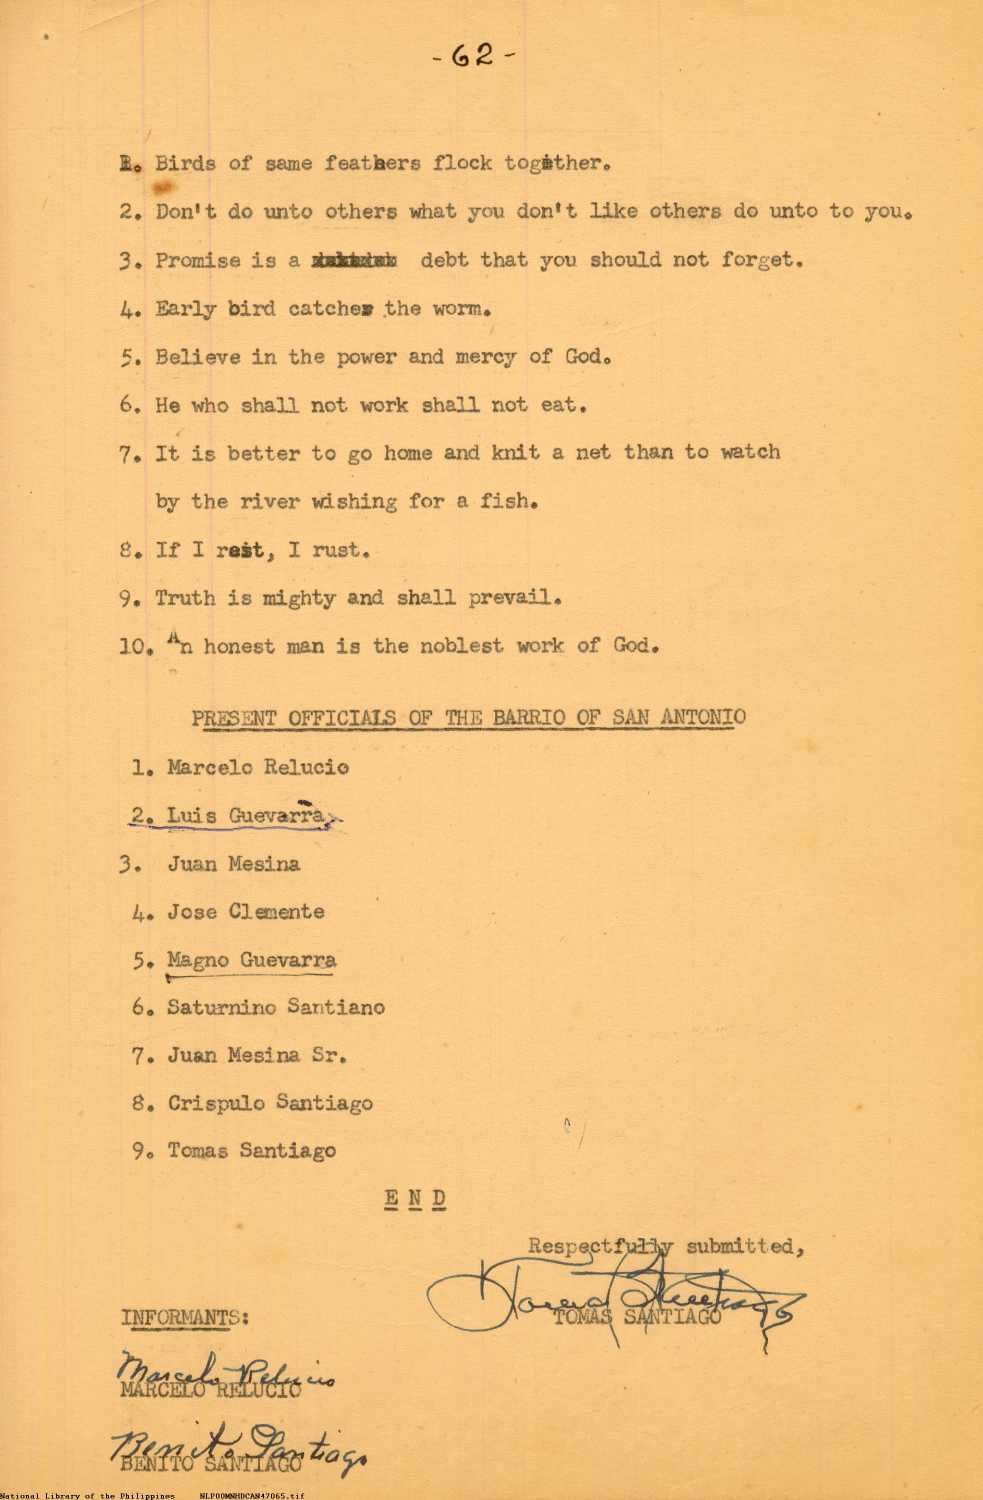 -62-
1. Birds of same feathers flock together.
2. Don't do unto others what you don't like others do unto to you.
3. Promise is a debt that you should not forget.
4. Early bird catches the worm.
5. Believe in the power and mercy of God.
6. He who shall not work shall not eat.
7. It is better to go home and knit a net than to watch
by the river wishing for a fish.
8. If I rest, I rust.
9. Truth is mighty and shall prevail.
10. An honest man is the noblest work of God.
PRESENT OFFICIALS OF THE BARRIO OF SAN ANTONIO
1. Marcelo Relucio
2. Luis Guevarra
3. Juan Mesina
4. Jose Clemente
5. Magno Guevarra
6. Saturnino Santiano
7. Juan Mesina Sr.
8. Crispulo Santiago
9. Tomas Santiago
E N D
Respectfully submitted,
TOMAS SANTIAGO
INFORMANTS:
Marcelo Relucio
MARCELO RELUCIO
Benito Santiago
BENITO SANTIAGO
National Library of the Philippines NLP00MNHDCAN47065.tif